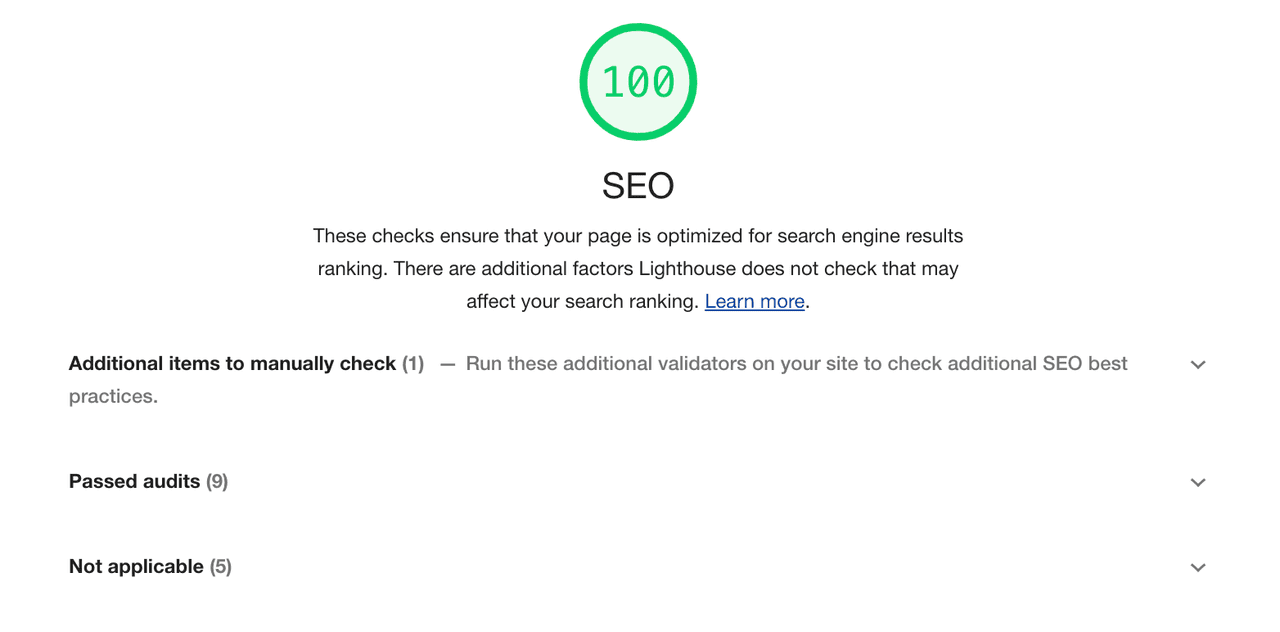 100
SEO
These checks ensure that your page is optimized for search engine results
ranking. There are additional factors Lighthouse does not check that may
affect your search ranking. Learn more.
Additional items to manually check (1) — Run these additional validators on your site to check additional SEO best
practices.
Passed audits (9)
Not applicable (5)